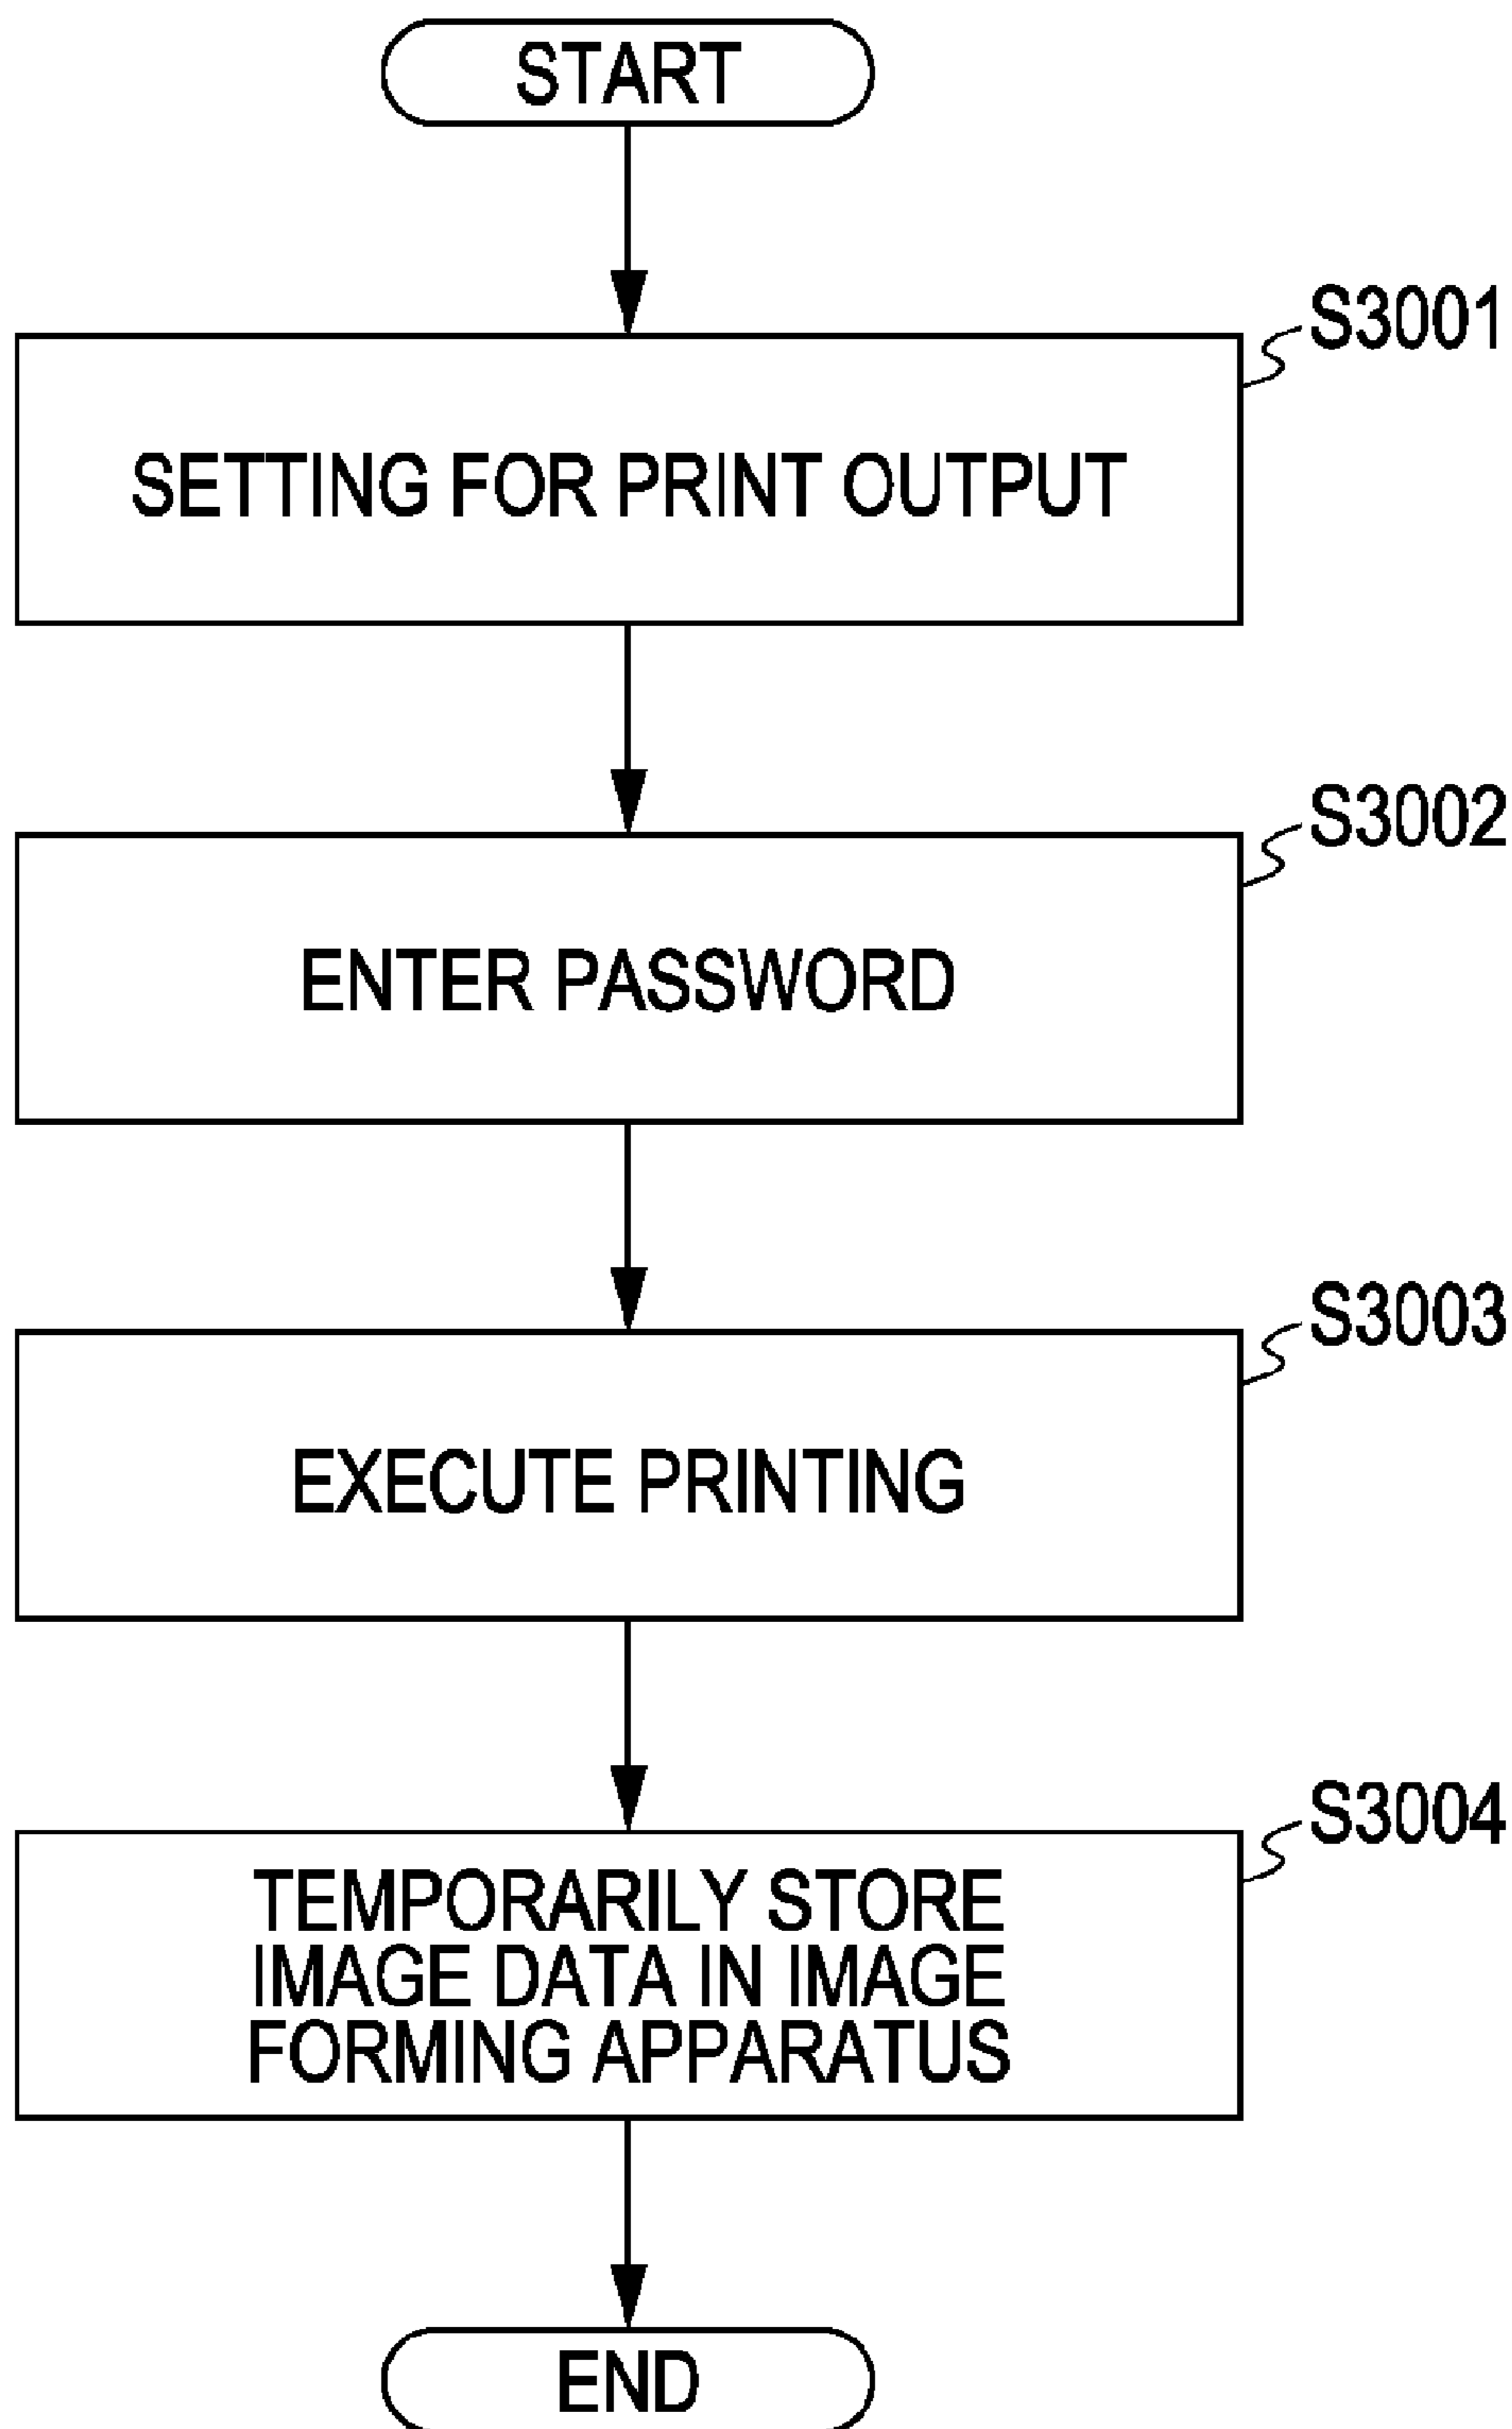 START
S3001
SETTING FOR PRINT OUTPUT
S3002
ENTER PASSWORD
S3003
EXECUTE PRINTING
S3004
TEMPORARILY STORE
IMAGE DATA IN IMAGE
FORMING APPARATUS
END